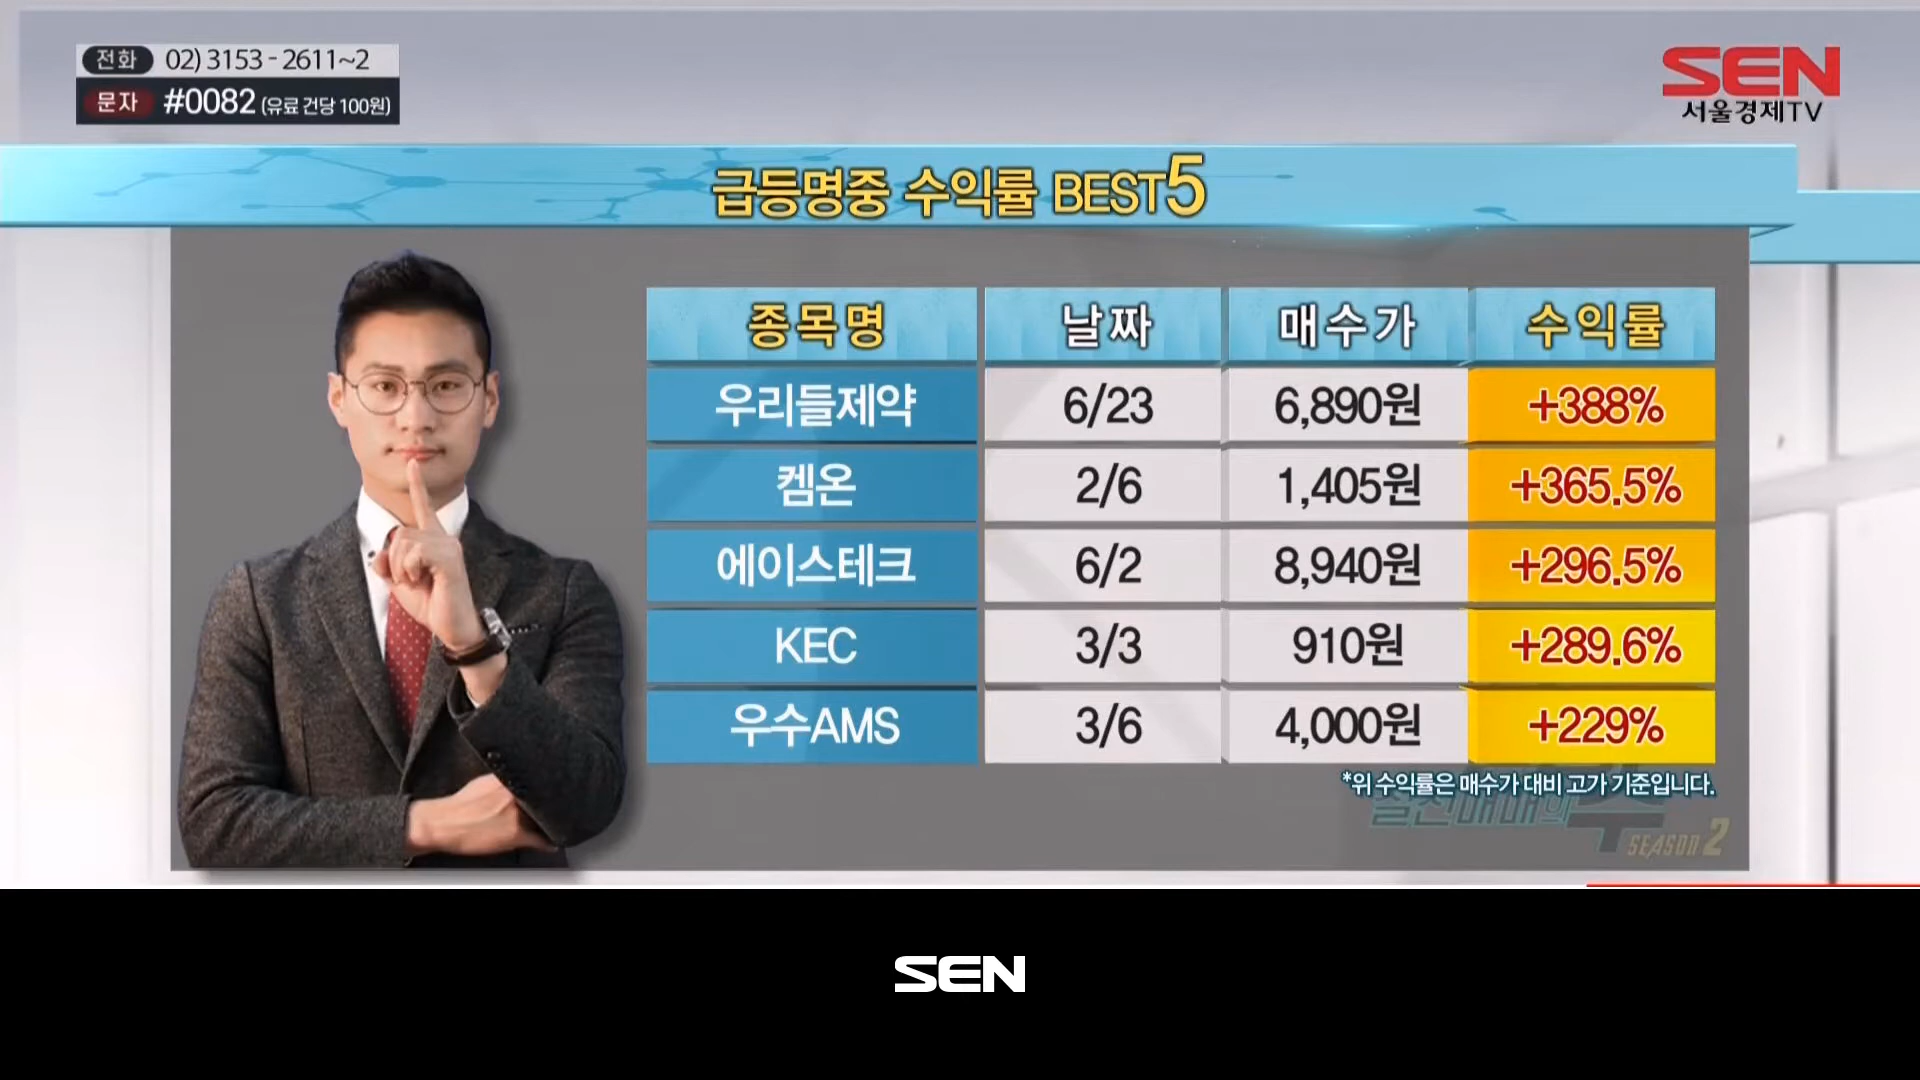 전화 02) 3153 - 2611~2
문자 #0082 (유료 건당 100원)
SEN
서울경제TV
급등명중 수익률 BEST5
종목명 날짜 매수가 수익률
우리들제약 6/23 6,890원 +388%
켐온 2/6 1,405원 +365.5%
에이스테크 6/2 8,940원 +296.5%
KEC 3/3 910원 +289.6%
우수AMS 3/6 4,000원 +229%
*위 수익률은 매수가 대비 고가 기준입니다.
실전매매의
SEASON 2
SEN